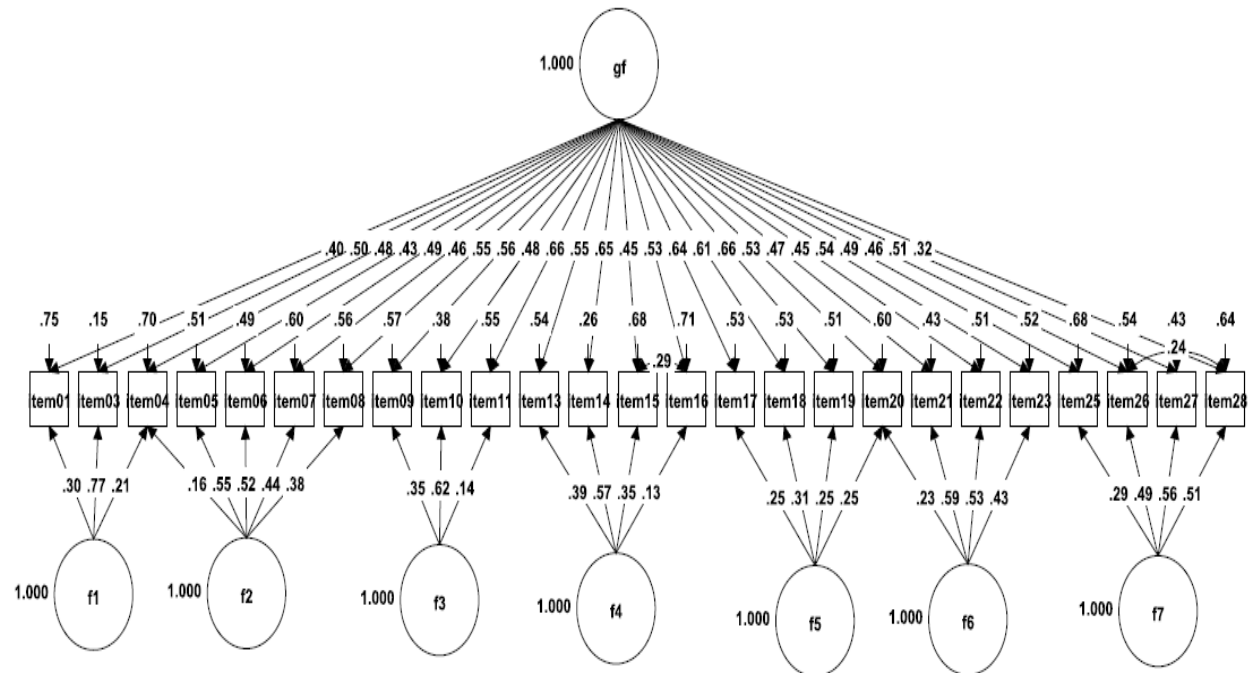 1.000 gf
.40 .50 .48 .43 .49 .46 .55 .56 .48 .66 .55 .65 .45 .53 .64 .61 .66 .53 .47 .45 .54 .49 .46 .51 .32
.75 .15 .70 .51 .49 .60 .56 .57 .38 .55 .54 .26 .68 .71 .53 .53 .51 .60 .43 .51 .52 .68 .54 .43 .64
.29 .24
item01 item03 item04 item05 item06 item07 item08 item09 item10 item11 item13 item14 item15 item16 item17 item18 item19 item20 item21 item22 item23 item25 item26 item27 item28
.30 .77 .21 .16 .55 .52 .44 .38 .35 .62 .14 .39 .57 .35 .13 .25 .31 .25 .25 .23 .59 .53 .43 .29 .49 .56 .51
1.000 f1 1.000 f2 1.000 f3 1.000 f4 1.000 f5 1.000 f6 1.000 f7